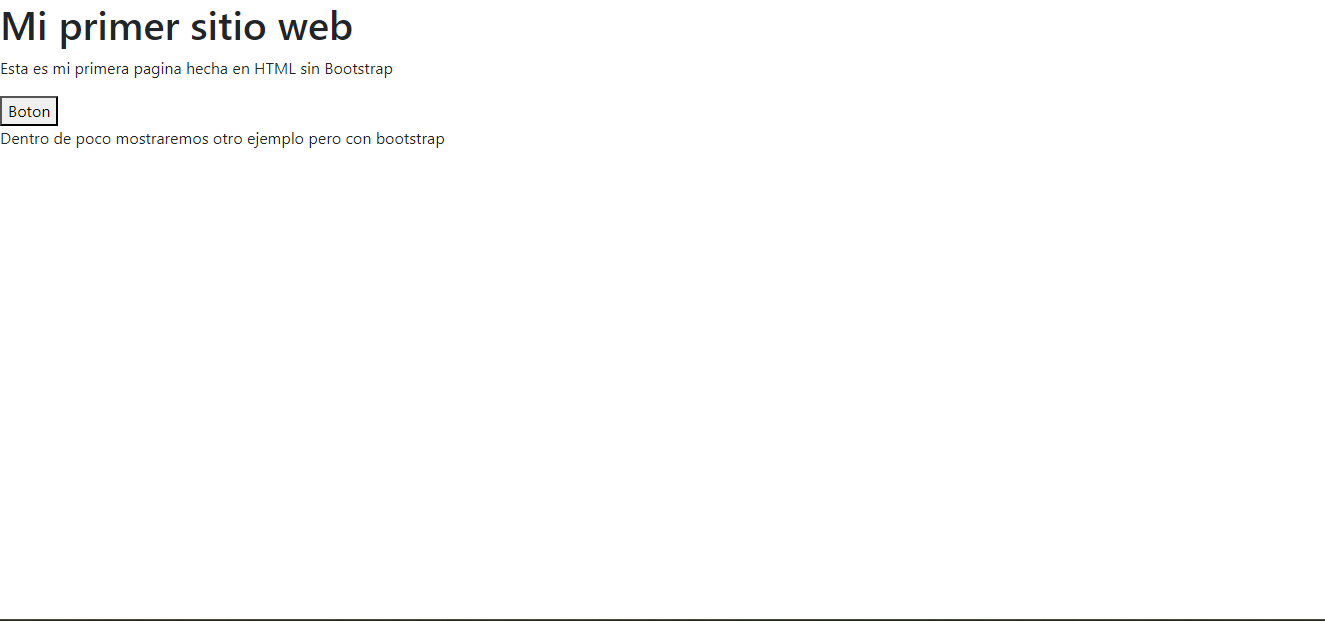 Mi primer sitio web
Esta es mi primera pagina hecha en HTML sin Bootstrap
Boton
Dentro de poco mostraremos otro ejemplo pero con bootstrap